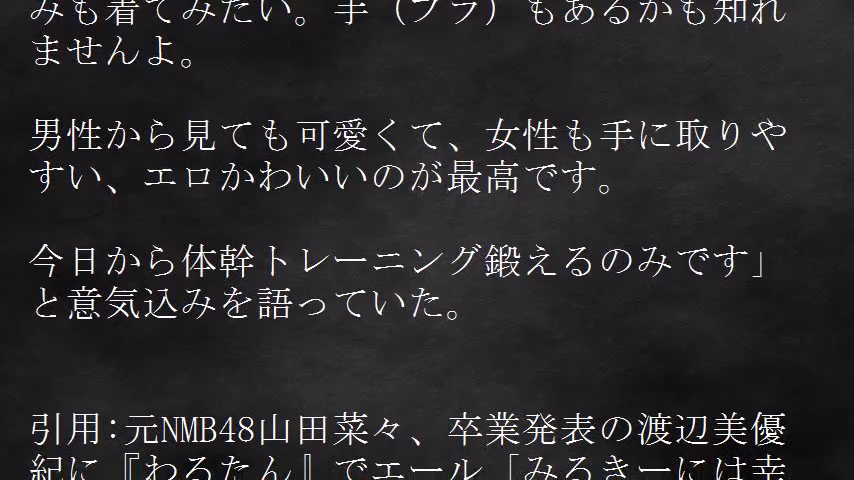 みも着てみたい。手（ブラ）もあるかも知れ
ませんよ。
男性から見ても可愛くて、女性も手に取りや
すい、エロかわいいのが最高です。
今日から体幹トレーニング鍛えるのみです」
と意気込みを語っていた。
引用:元NMB48山田菜々、卒業発表の渡辺美優
紀に『わるたん』でエール「みるきーには幸